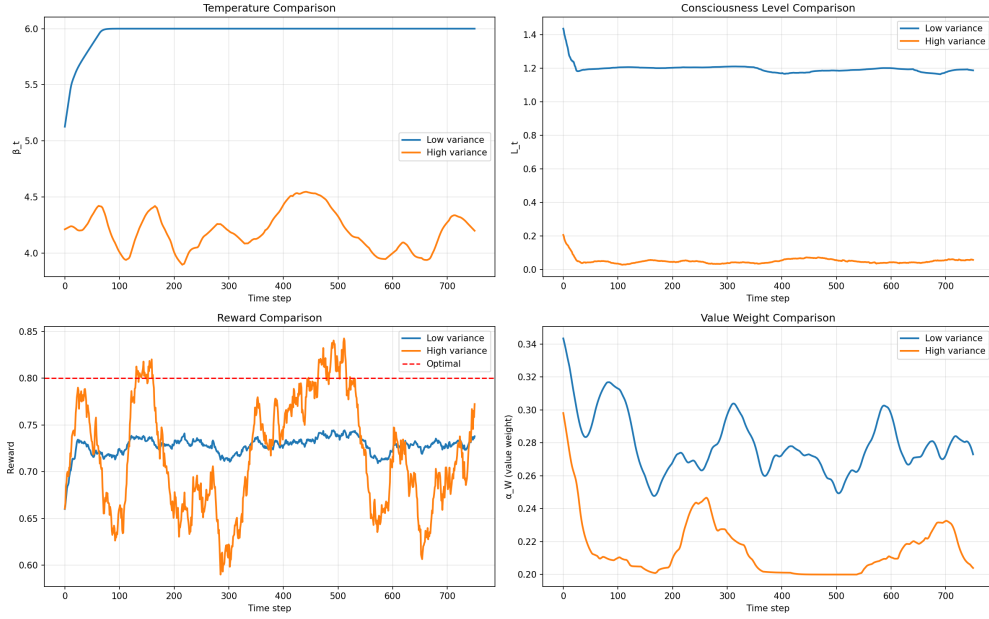 Temperature Comparison
β_t
6.0
5.5
5.0
4.5
4.0
0 100 200 300 400 500 600 700
Time step
Low variance
High variance
Consciousness Level Comparison
L_t
1.4
1.2
1.0
0.8
0.6
0.4
0.2
0.0
0 100 200 300 400 500 600 700
Time step
Low variance
High variance
Reward Comparison
Reward
0.85
0.80
0.75
0.70
0.65
0.60
0 100 200 300 400 500 600 700
Time step
Low variance
High variance
Optimal
Value Weight Comparison
α_W (value weight)
0.34
0.32
0.30
0.28
0.26
0.24
0.22
0.20
0 100 200 300 400 500 600 700
Time step
Low variance
High variance